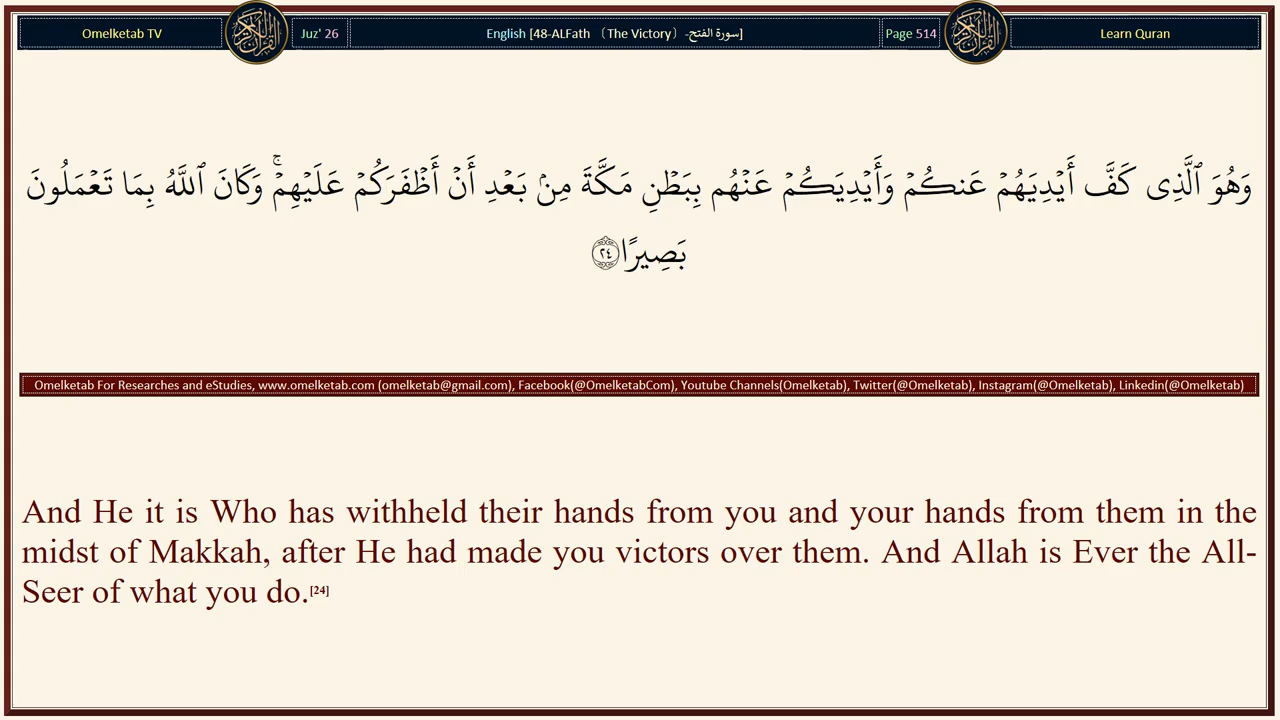 Omelketab TV
Juz' 26
English [48-ALFath （The Victory）-سورة الفتح]
Page 514
Learn Quran
وَهُوَ ٱلَّذِى كَفَّ أَيْدِيَهُمْ عَنكُمْ وَأَيْدِيَكُمْ عَنْهُم بِبَطْنِ مَكَّةَ مِنۢ بَعْدِ أَنْ أَظْفَرَكُمْ عَلَيْهِمْ ۚ وَكَانَ ٱللَّهُ بِمَا تَعْمَلُونَ
بَصِيرًا ٢٤
Omelketab For Researches and eStudies, www.omelketab.com (omelketab@gmail.com), Facebook(@OmelketabCom), Youtube Channels(Omelketab), Twitter(@Omelketab), Instagram(@Omelketab), Linkedin(@Omelketab)
And He it is Who has withheld their hands from you and your hands from them in the
midst of Makkah, after He had made you victors over them. And Allah is Ever the All-
Seer of what you do.[24]